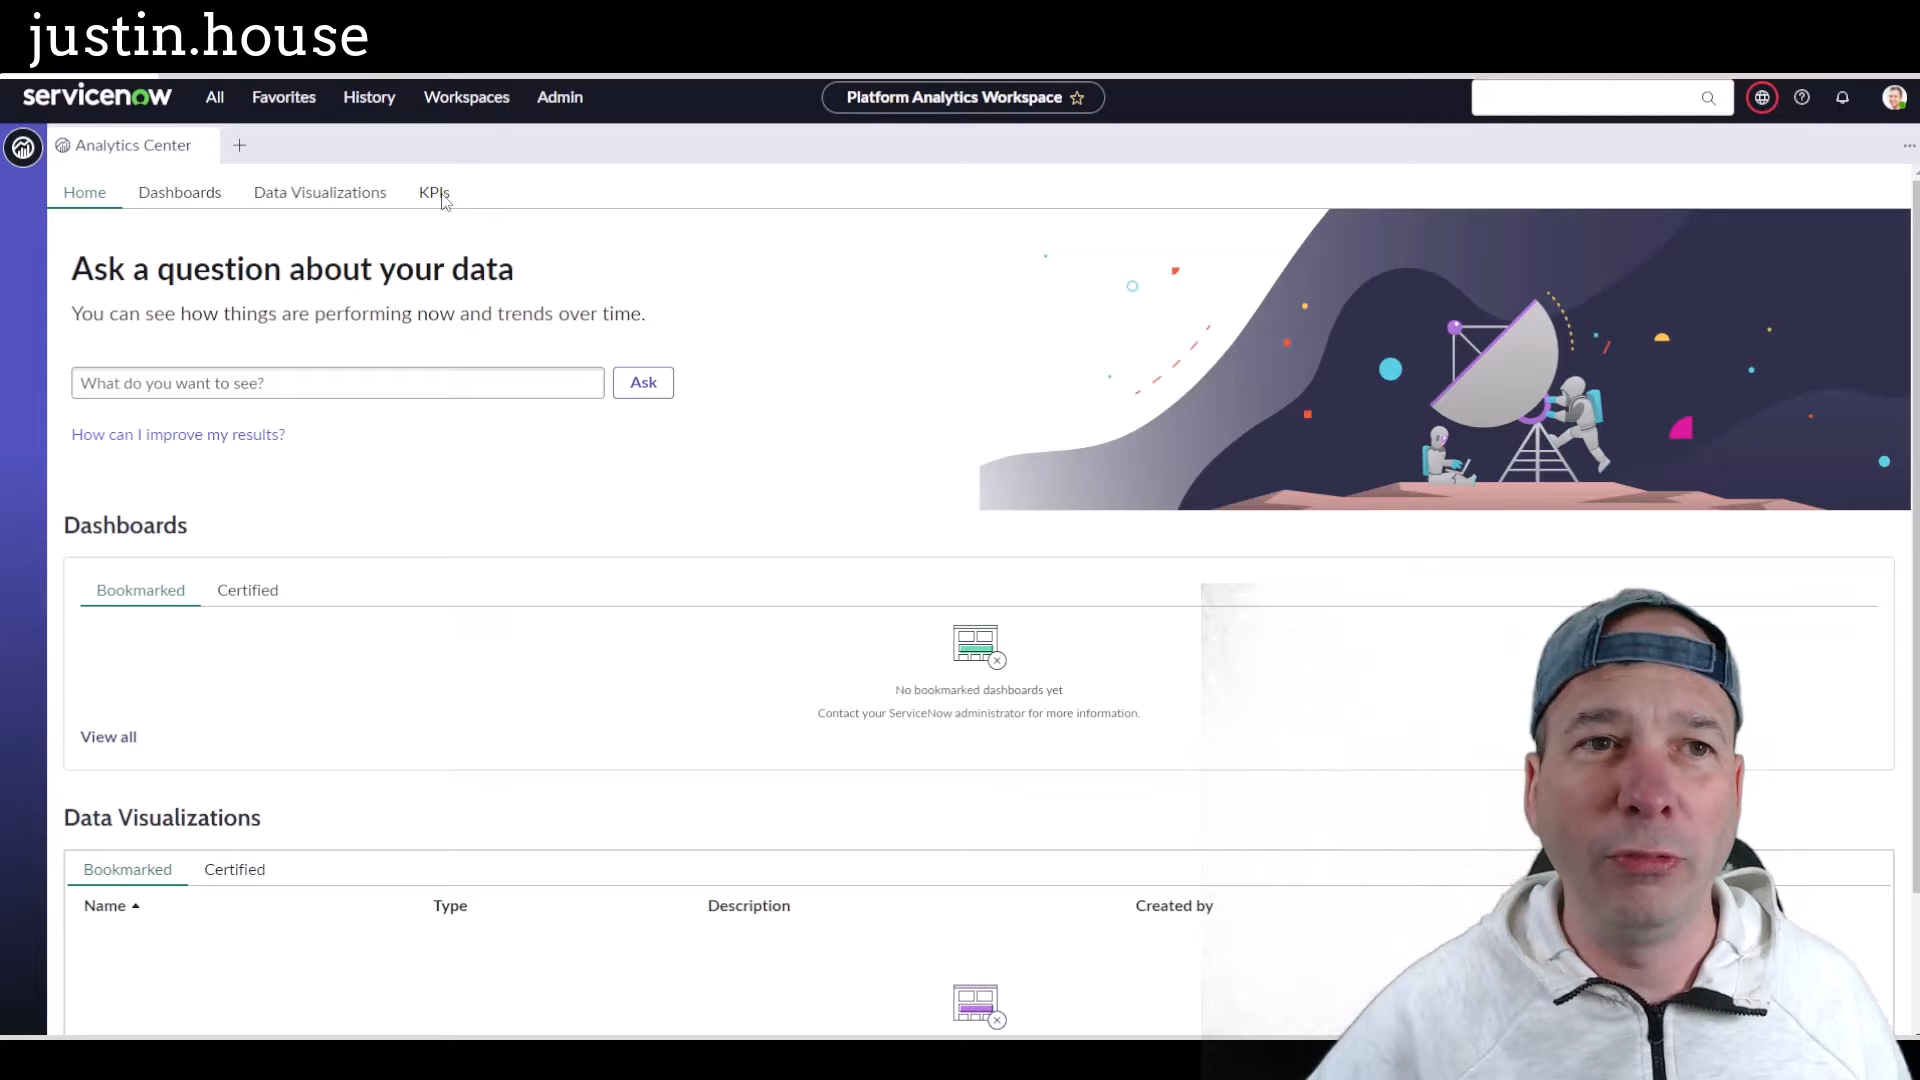 justin.house
servicenow All Favorites History Workspaces Admin Platform Analytics Workspace
Analytics Center
Home Dashboards Data Visualizations KPIs
Ask a question about your data
You can see how things are performing now and trends over time.
What do you want to see? Ask
How can I improve my results?
Dashboards
Bookmarked Certified
No bookmarked dashboards yet
Contact your ServiceNow administrator for more information.
View all
Data Visualizations
Bookmarked Certified
Name Type Description Created by